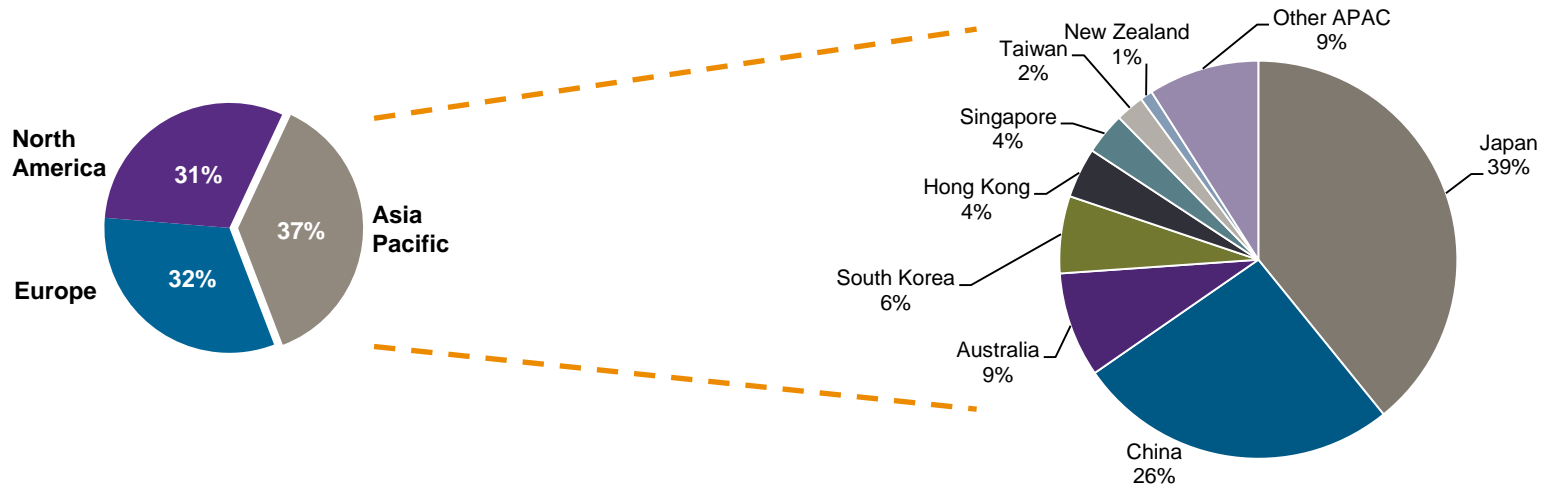 North
America
31%
Asia
Pacific
37%
Europe
32%
Other APAC
9%
New Zealand
1%
Taiwan
2%
Singapore
4%
Hong Kong
4%
South Korea
6%
Australia
9%
China
26%
Japan
39%